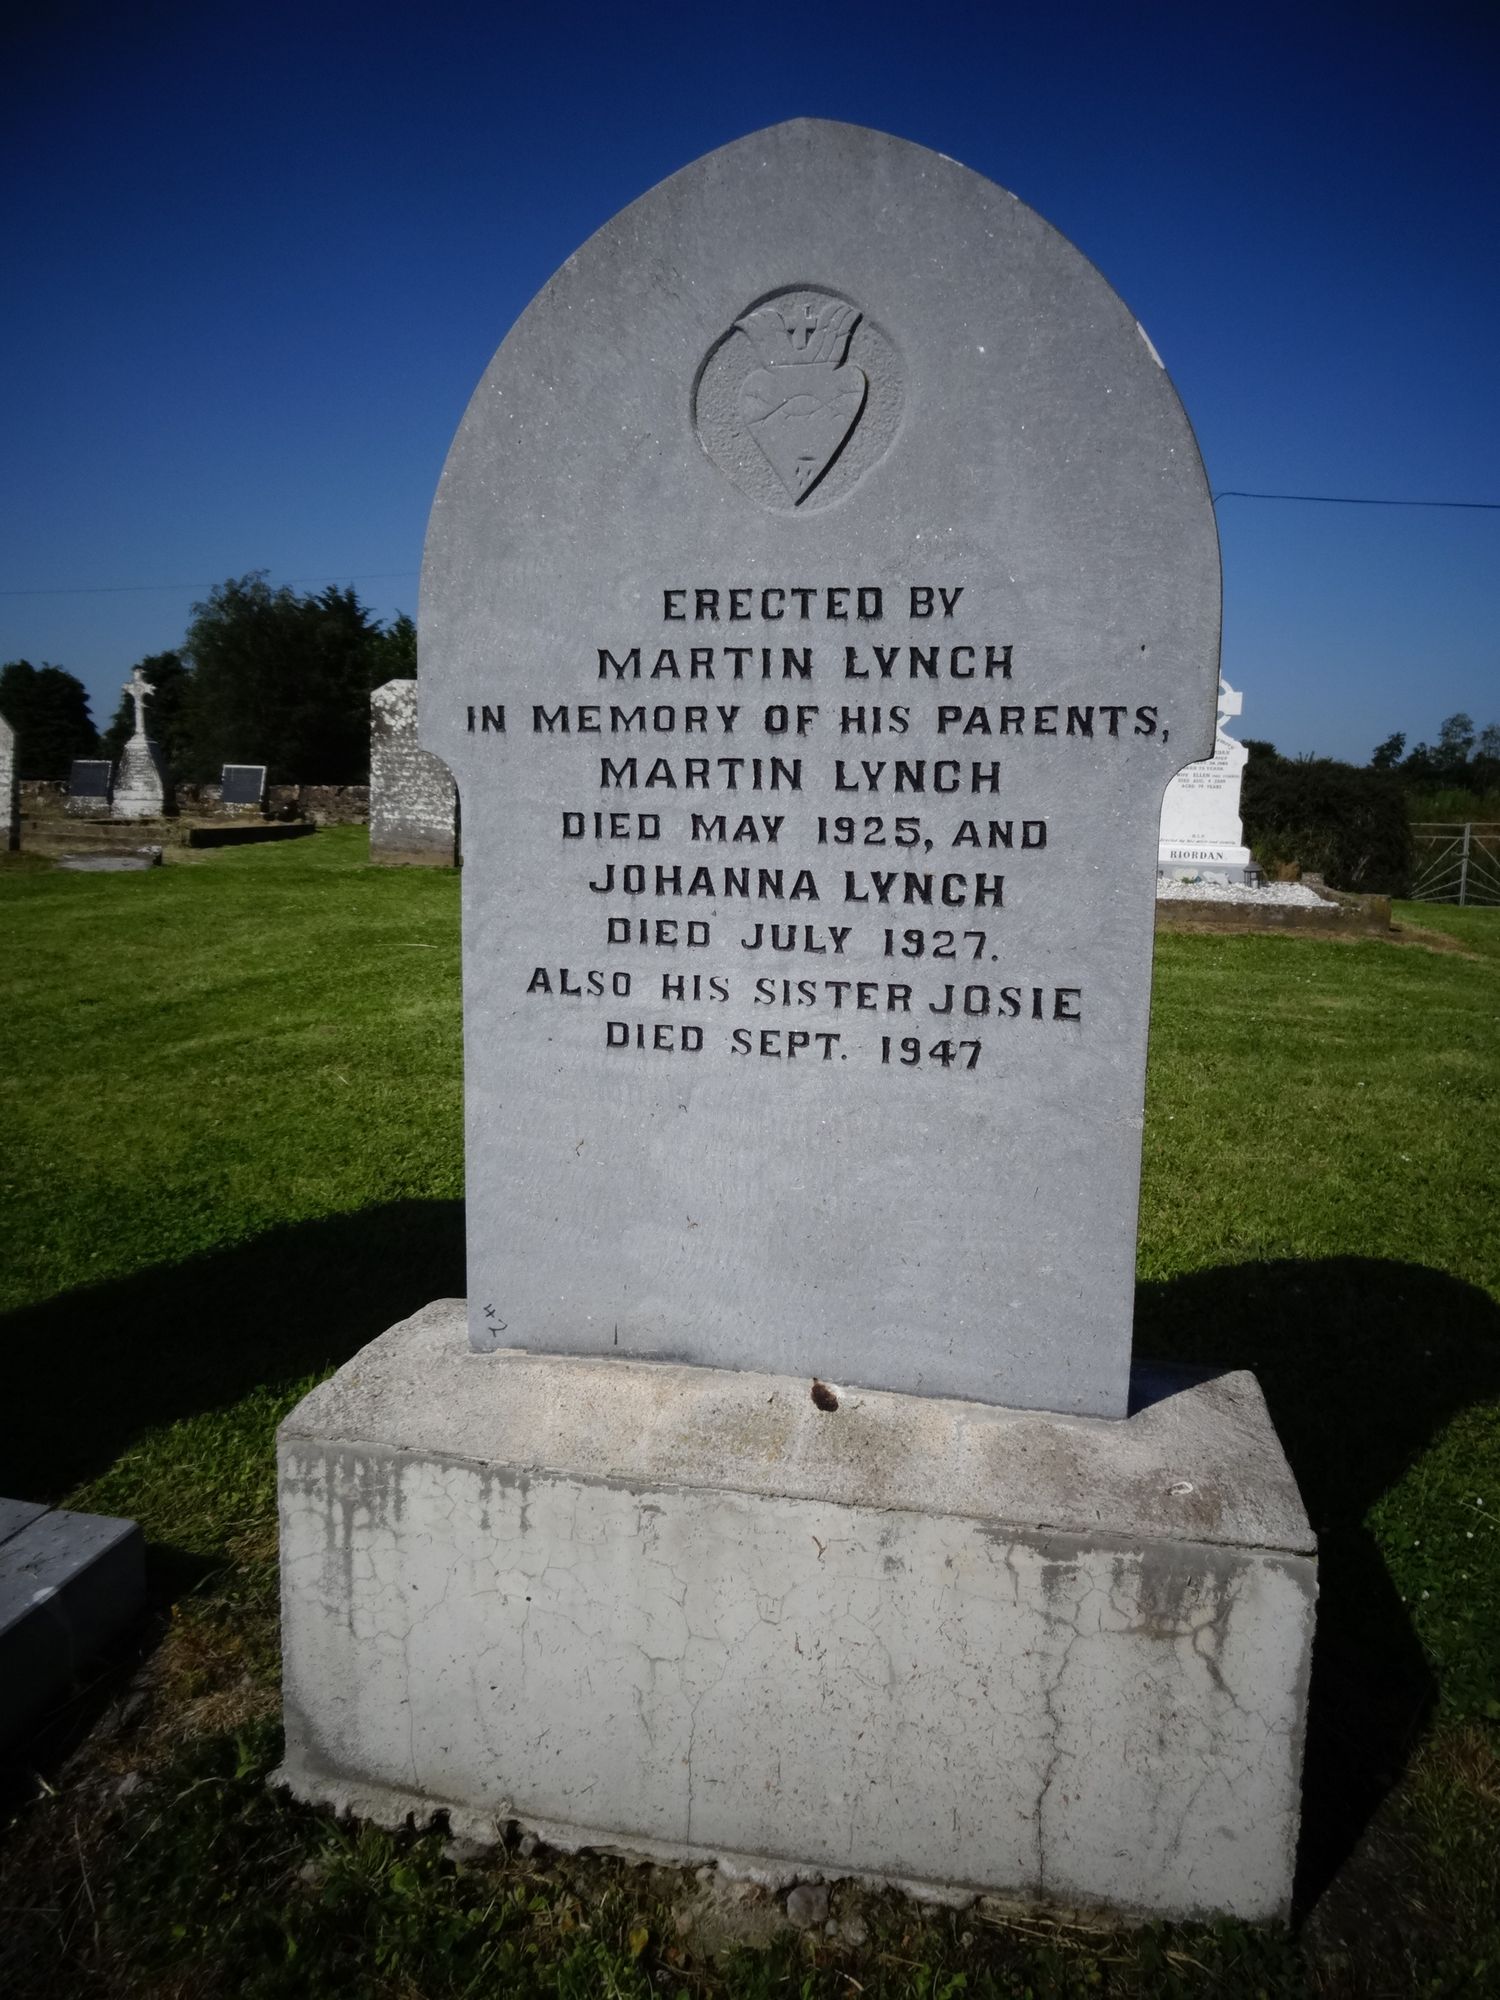 ERECTED BY
MARTIN LYNCH
IN MEMORY OF HIS PARENTS,
MARTIN LYNCH
DIED MAY 1925, AND
JOHANNA LYNCH
DIED JULY 1927.
ALSO HIS SISTER JOSIE
DIED SEPT. 1947
42
RIORDAN